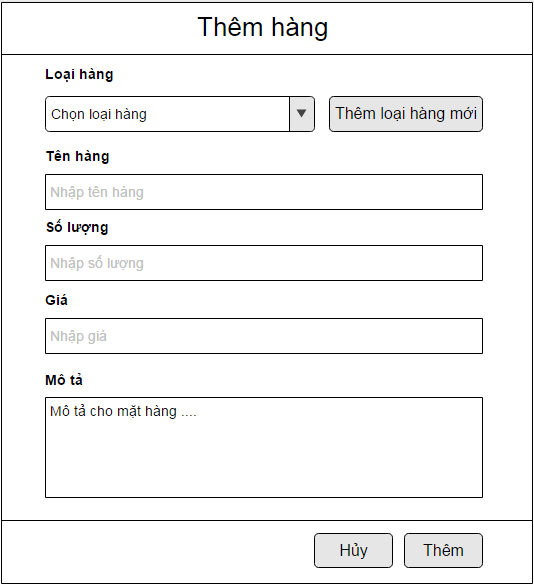 Thêm hàng
Loại hàng
Chọn loại hàng
Thêm loại hàng mới
Tên hàng
Nhập tên hàng
Số lượng
Nhập số lượng
Giá
Nhập giá
Mô tả
Mô tả cho mặt hàng ....
Hủy
Thêm